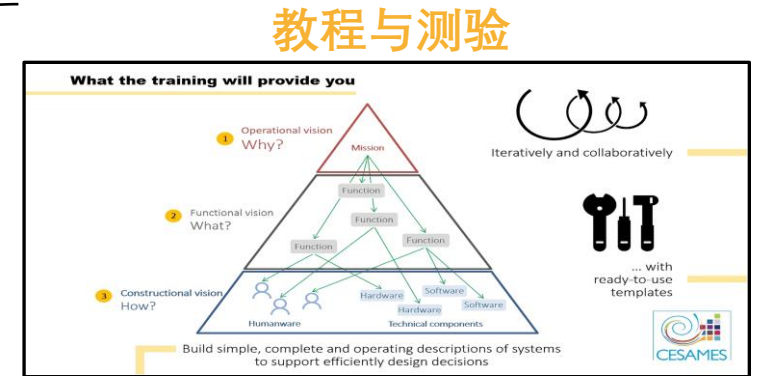 教程与测验
What the training will provide you
1 Operational vision
Why?
Mission
Function
Function
2 Functional vision
What?
Function
Function
3 Constructional vision
How?
Hardware
Software
Hardware
Software
Humanware
Technical components
Build simple, complete and operating descriptions of systems
to support efficiently design decisions
Iteratively and collaboratively
... with
ready-to-use
templates
CESAMES